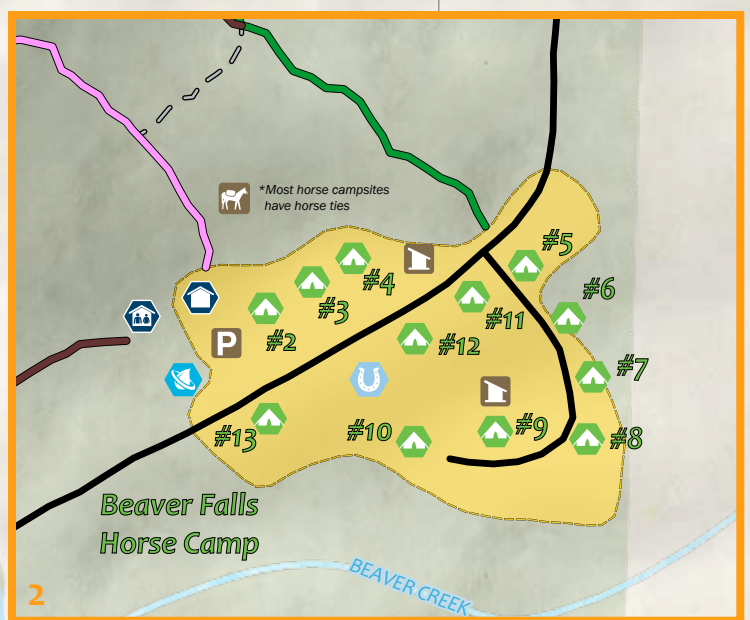 *Most horse campsites
have horse ties
#5
#4
#6
#3
#11
#2
P
#12
#7
#13
#10
#9
#8
Beaver Falls
Horse Camp
BEAVER CREEK
2